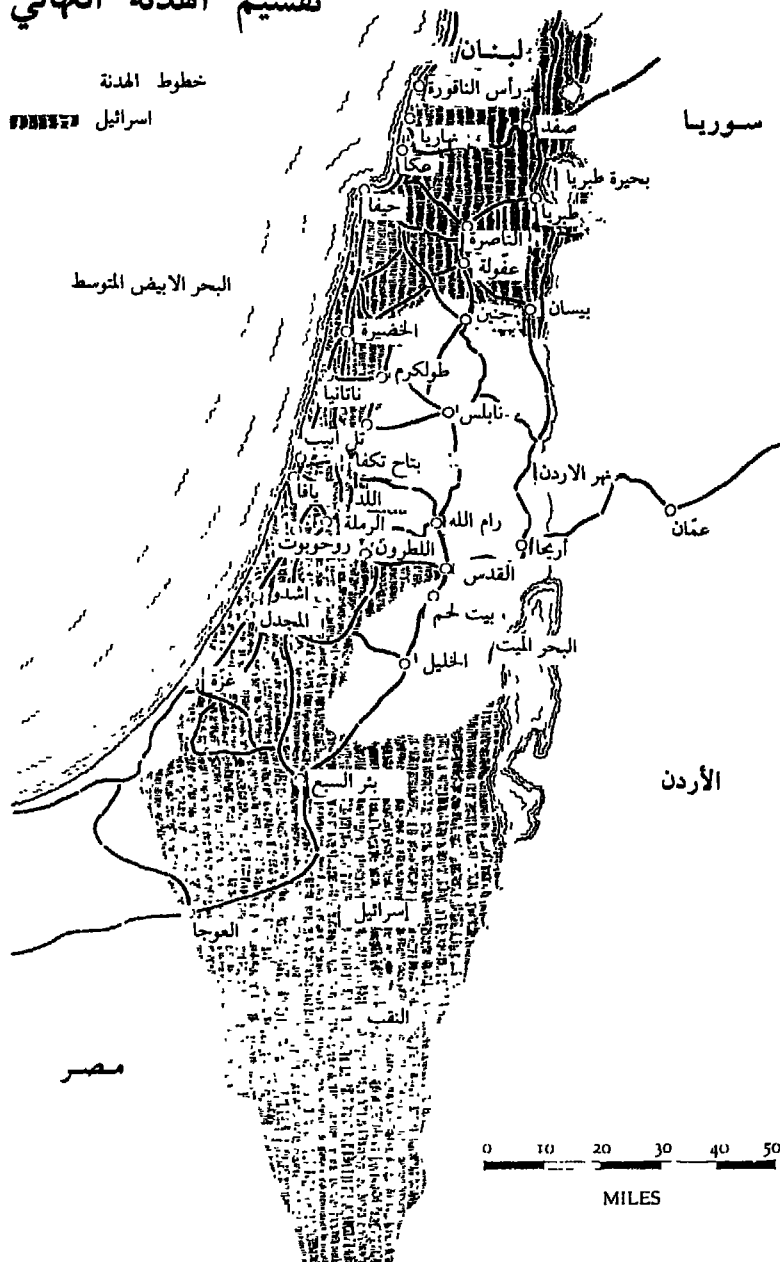 تقسيم الهدنة النهائي
خطوط الهدنة
اسرائيل
لبنان
سوريا
رأس الناقورة
صفد
نهاريا
عكا
بحيرة طبريا
حيفا
طبريا
الناصرة
عفولة
البحر الابيض المتوسط
بيسان
جنين
الخضيرة
طولكرم
ناتانيا
نابلس
تل ابيب
بتاح تكفا
نهر الاردن
يافا
اللد
الرملة
رام الله
عمّان
روحوبوت
اللطرون
أريحا
القدس
اشدو
المجدل
بيت لحم
البحر الميت
الخليل
غزة
بئر السبع
الأردن
إسرائيل
العوجا
النقب
مصر
0 10 20 30 40 50
MILES